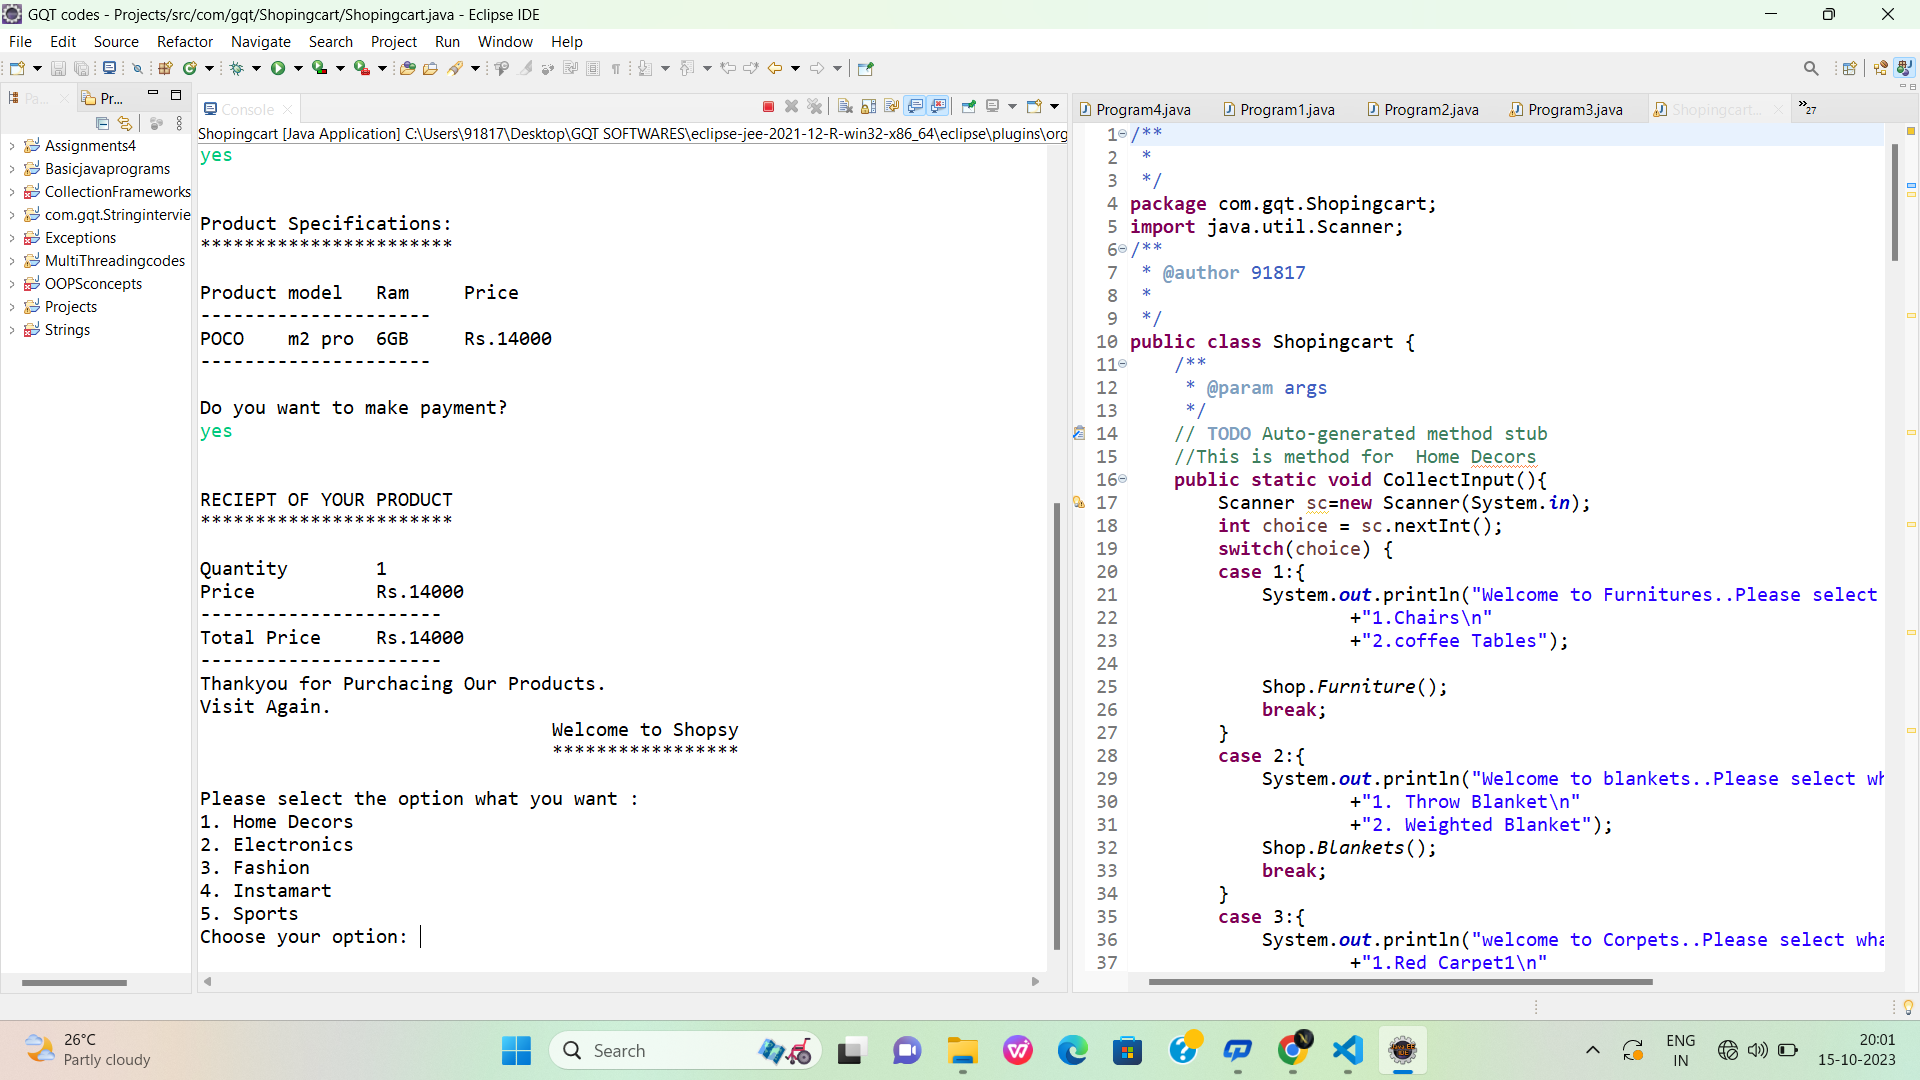 GQT codes - Projects/src/com/gqt/Shopingcart/Shopingcart.java - Eclipse IDE
File Edit Source Refactor Navigate Search Project Run Window Help
Pa... Pr...
Assignments4
Basicjavaprograms
CollectionFrameworks
com.gqt.Stringintervie
Exceptions
MultiThreadingcodes
OOPSconcepts
Projects
Strings
Console
Shopingcart [Java Application] C:\Users\91817\Desktop\GQT SOFTWARES\eclipse-jee-2021-12-R-win32-x86_64\eclipse\plugins\org
yes
Product Specifications:
***********************
Product model   Ram     Price
---------------------
POCO    m2 pro  6GB     Rs.14000
---------------------
Do you want to make payment?
yes
RECIEPT OF YOUR PRODUCT
***********************
Quantity        1
Price           Rs.14000
----------------------
Total Price     Rs.14000
----------------------
Thankyou for Purchacing Our Products.
Visit Again.
Welcome to Shopsy
*****************
Please select the option what you want :
1. Home Decors
2. Electronics
3. Fashion
4. Instamart
5. Sports
Choose your option:
Program4.java Program1.java Program2.java Program3.java Shopingcart... »27
1 /**
2  *
3  */
4 package com.gqt.Shopingcart;
5 import java.util.Scanner;
6 /**
7  * @author 91817
8  *
9  */
10 public class Shopingcart {
11     /**
12      * @param args
13      */
14     // TODO Auto-generated method stub
15     //This is method for  Home Decors
16     public static void CollectInput(){
17         Scanner sc=new Scanner(System.in);
18         int choice = sc.nextInt();
19         switch(choice) {
20         case 1:{
21             System.out.println("Welcome to Furnitures..Please select
22                     +"1.Chairs\n"
23                     +"2.coffee Tables");
24
25             Shop.Furniture();
26             break;
27         }
28         case 2:{
29             System.out.println("Welcome to blankets..Please select wh
30                     +"1. Throw Blanket\n"
31                     +"2. Weighted Blanket");
32             Shop.Blankets();
33             break;
34         }
35         case 3:{
36             System.out.println("welcome to Corpets..Please select wha
37                     +"1.Red Carpet1\n"
26°C
Partly cloudy
Search
ENG
IN
20:01
15-10-2023